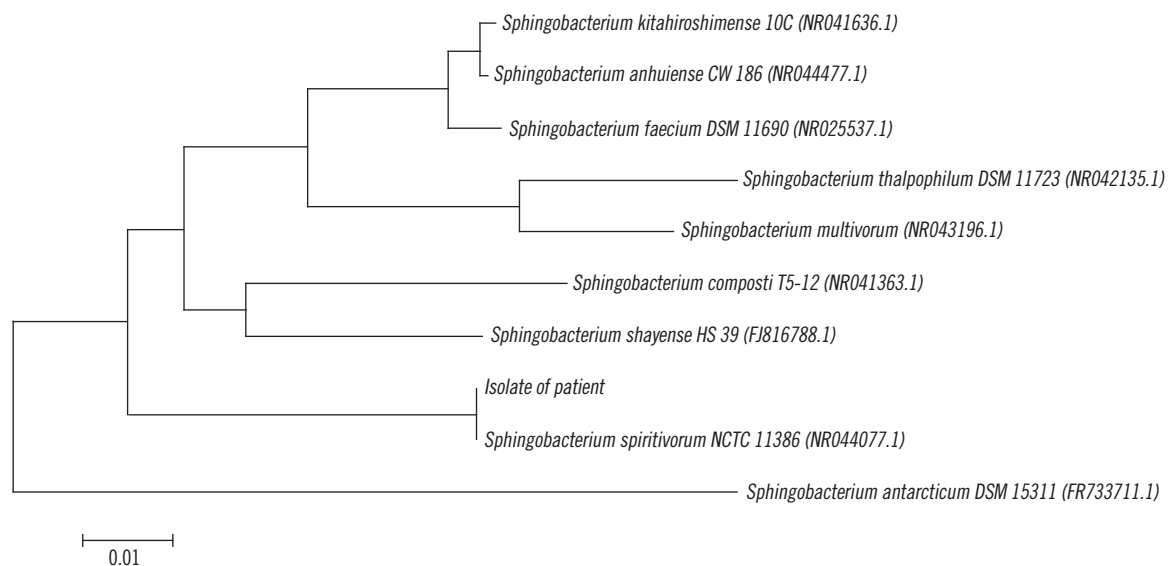 Sphingobacterium kitahiroshimense 10C (NR041636.1)
Sphingobacterium anhuiense CW 186 (NR044477.1)
Sphingobacterium faecium DSM 11690 (NR025537.1)
Sphingobacterium thalpophilum DSM 11723 (NR042135.1)
Sphingobacterium multivorum (NR043196.1)
Sphingobacterium composti T5-12 (NR041363.1)
Sphingobacterium shayense HS 39 (FJ816788.1)
Isolate of patient
Sphingobacterium spiritivorum NCTC 11386 (NR044077.1)
Sphingobacterium antarcticum DSM 15311 (FR733711.1)
0.01